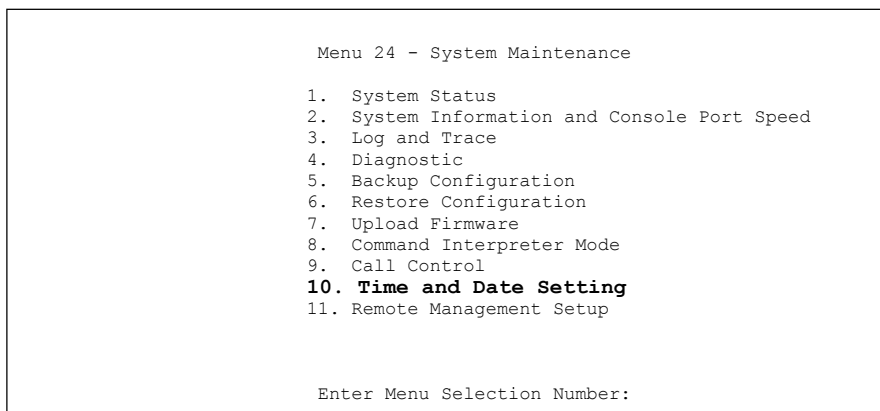 Menu 24 - System Maintenance
1. System Status
2. System Information and Console Port Speed
3. Log and Trace
4. Diagnostic
5. Backup Configuration
6. Restore Configuration
7. Upload Firmware
8. Command Interpreter Mode
9. Call Control
10. Time and Date Setting
11. Remote Management Setup
Enter Menu Selection Number: